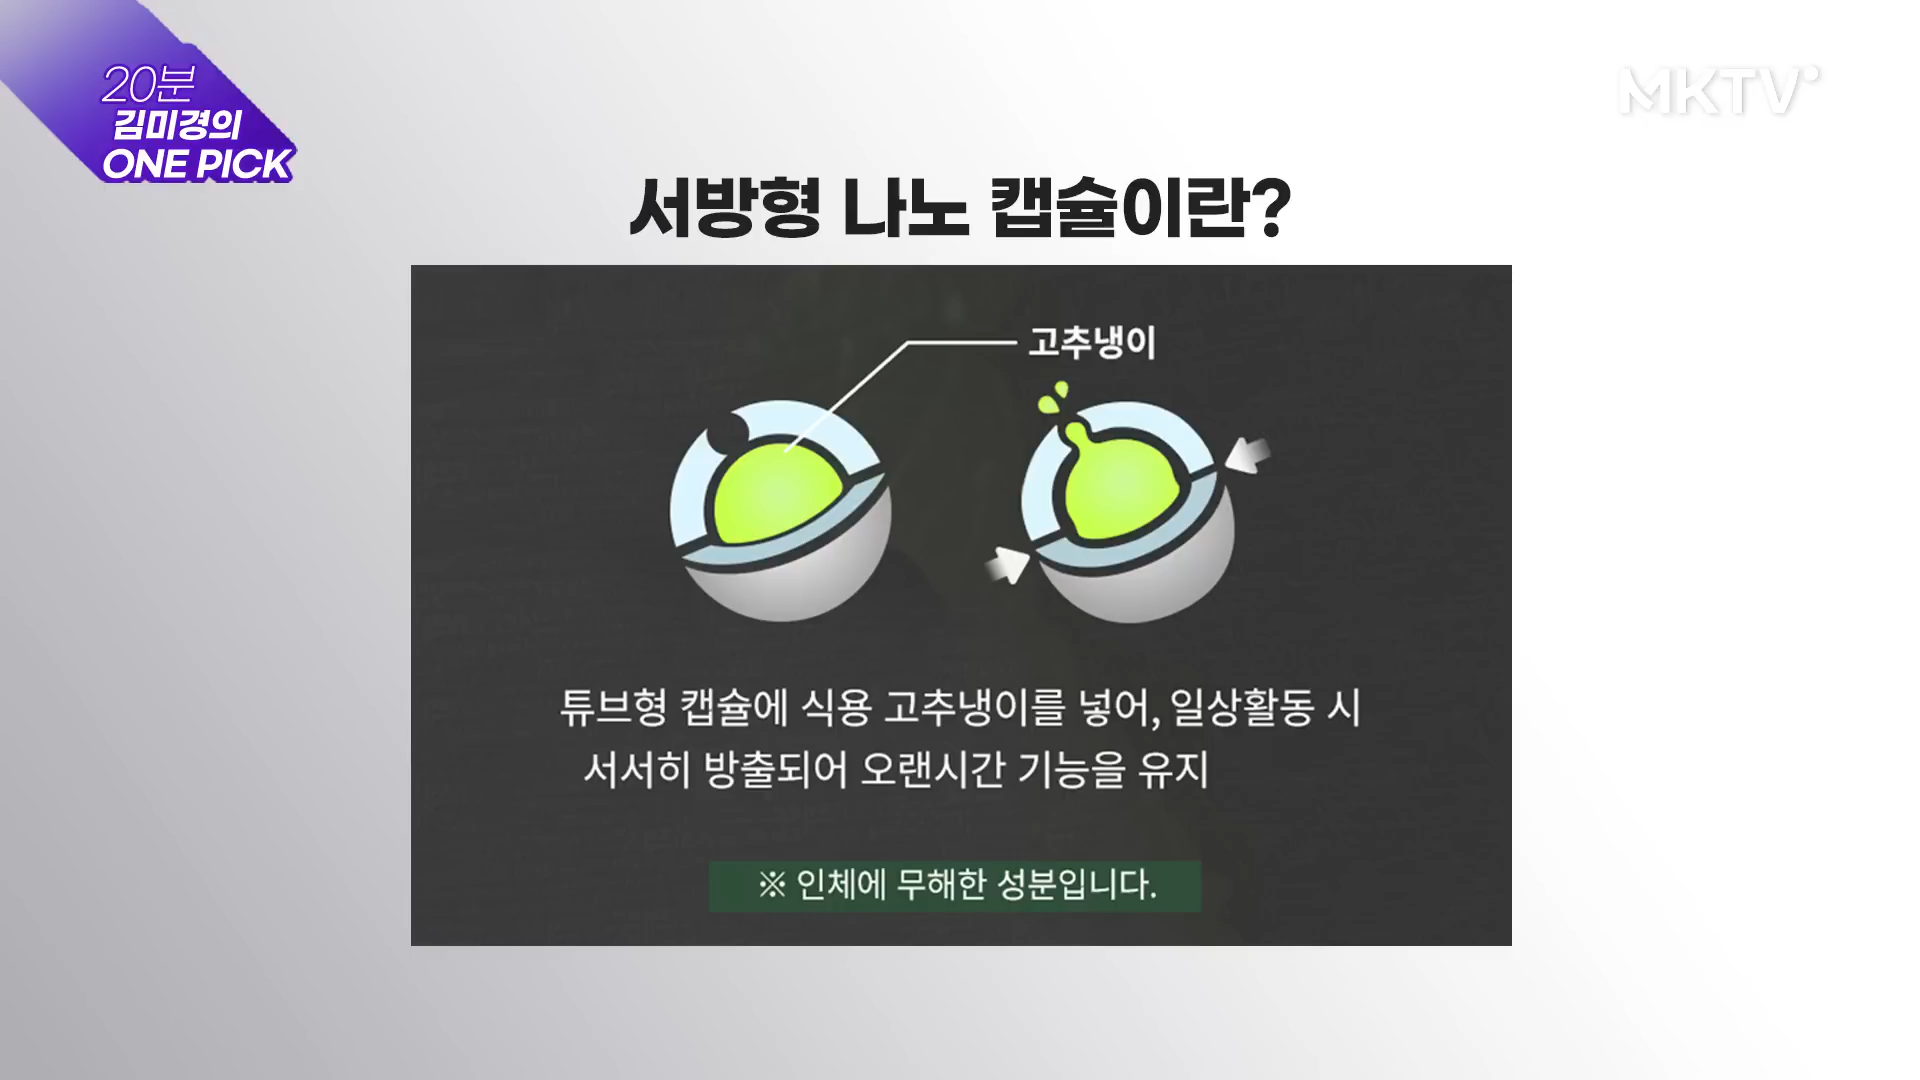 20분
김미경의
ONE PICK
MKTV
서방형 나노 캡슐이란?
고추냉이
튜브형 캡슐에 식용 고추냉이를 넣어, 일상활동 시
서서히 방출되어 오랜시간 기능을 유지
※ 인체에 무해한 성분입니다.